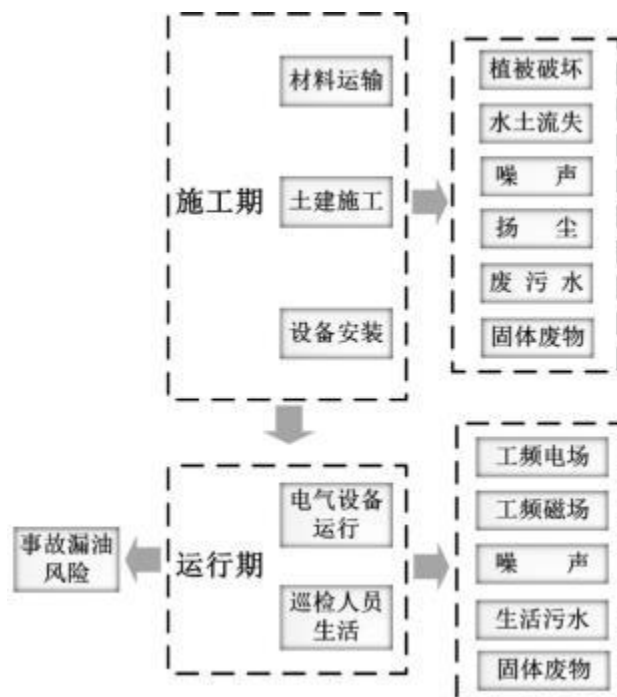 材料运输
施工期
土建施工
设备安装
植被破坏
水土流失
噪 声
扬 尘
废 污 水
固体废物
事故漏油
风险
运行期
电气设备
运行
巡检人员
生活
工频电场
工频磁场
噪 声
生活污水
固体废物